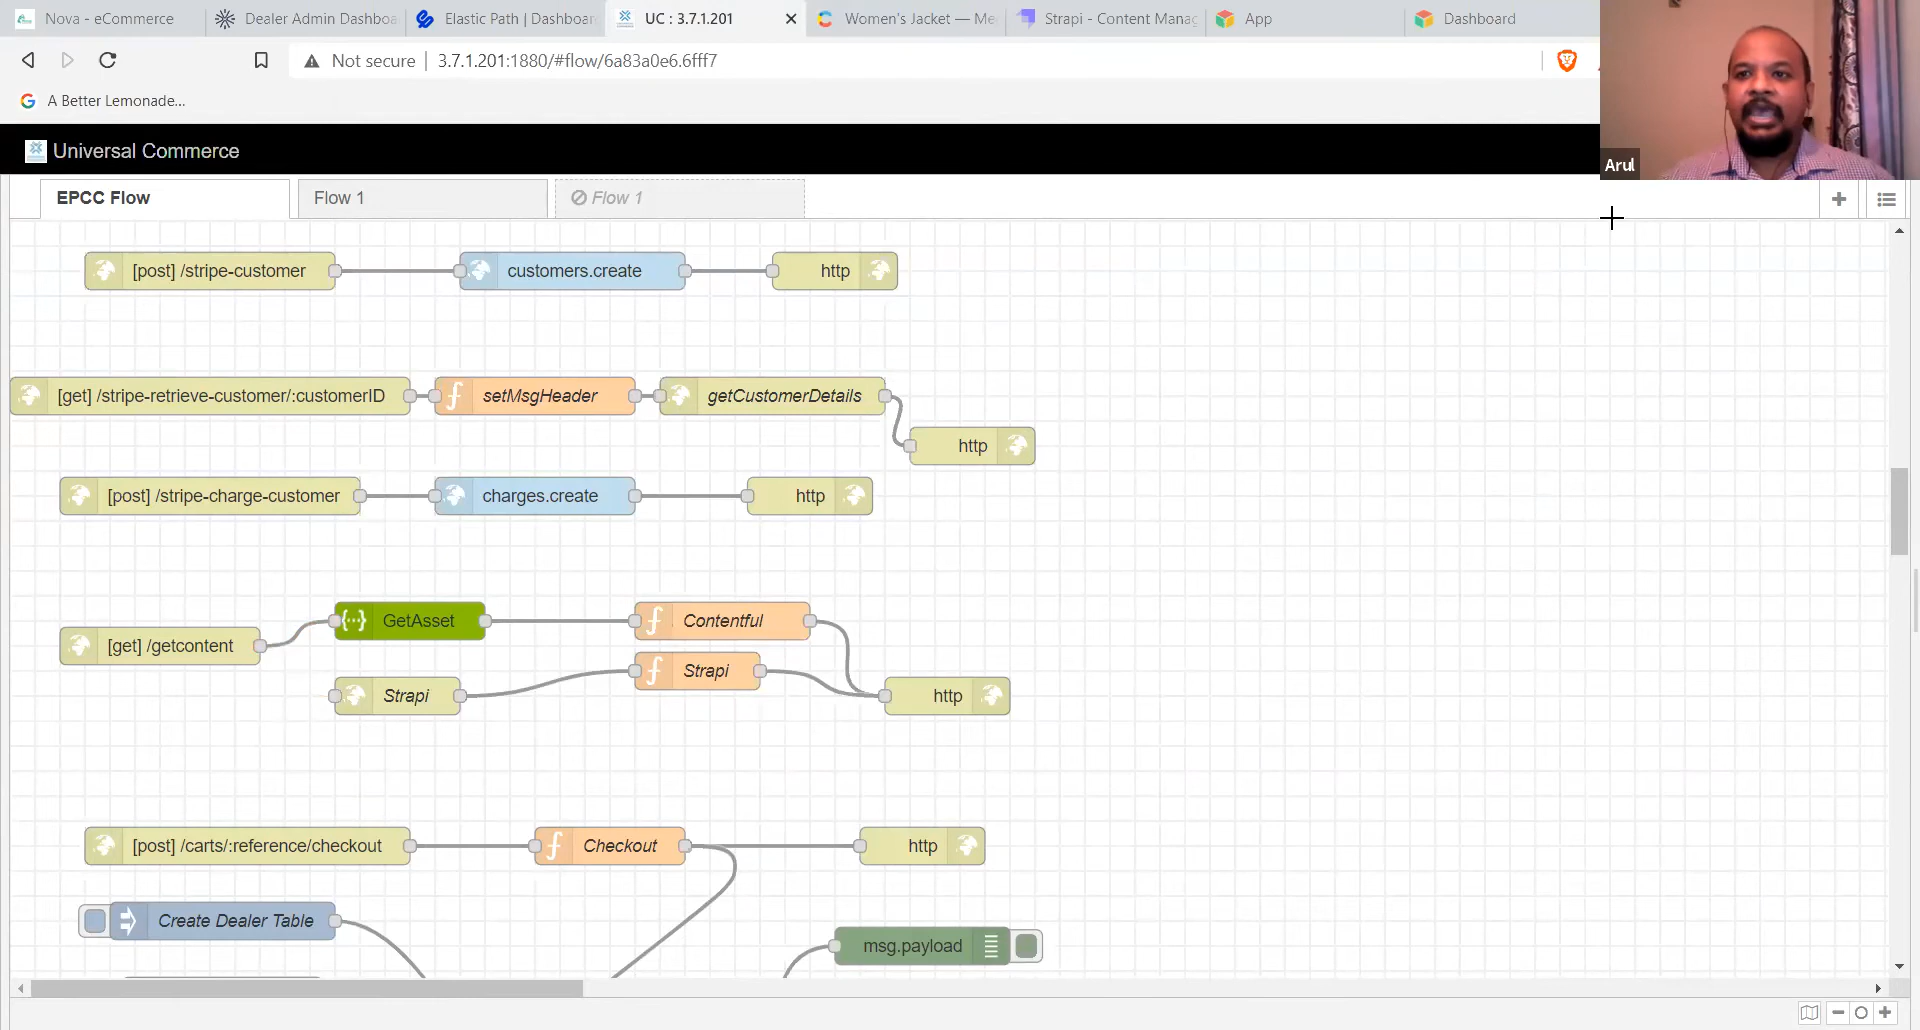 Nova - eCommerce
Dealer Admin Dashboa
Elastic Path | Dashboar
UC : 3.7.1.201
Women's Jacket — Me
Strapi - Content Manag
App
Dashboard
Not secure
3.7.1.201:1880/#flow/6a83a0e6.6fff7
A Better Lemonade...
Universal Commerce
Arul
EPCC Flow
Flow 1
Flow 1
[post] /stripe-customer
customers.create
http
[get] /stripe-retrieve-customer/:customerID
setMsgHeader
getCustomerDetails
http
[post] /stripe-charge-customer
charges.create
http
GetAsset
Contentful
[get] /getcontent
Strapi
Strapi
http
[post] /carts/:reference/checkout
Checkout
http
Create Dealer Table
msg.payload